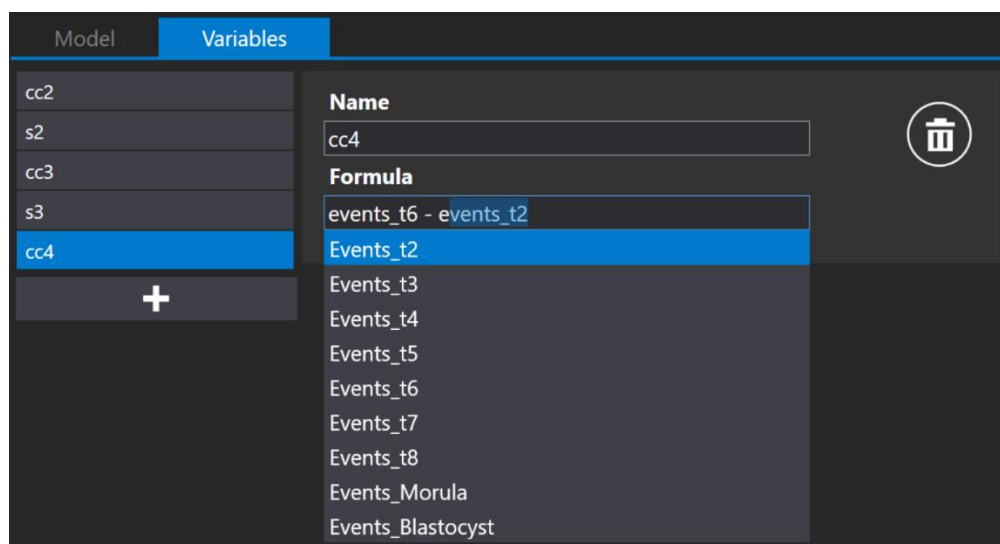 Model Variables
cc2
s2
cc3
s3
cc4
Name
cc4
Formula
events_t6 - events_t2
Events_t2
Events_t3
Events_t4
Events_t5
Events_t6
Events_t7
Events_t8
Events_Morula
Events_Blastocyst